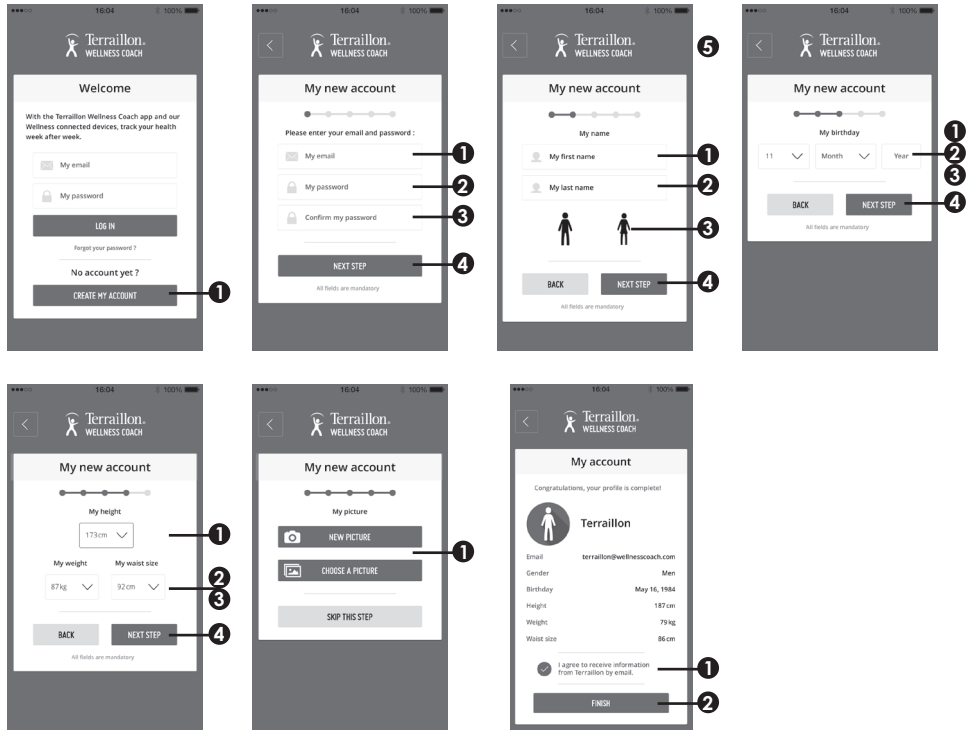 16:04 100%
Terraillon®
WELLNESS COACH
Welcome
With the Terraillon Wellness Coach app and our
Wellness connected devices, track your health
week after week.
My email
My password
LOG IN
Forgot your password ?
No account yet ?
CREATE MY ACCOUNT
1
16:04 100%
Terraillon®
WELLNESS COACH
My new account
Please enter your email and password :
My email
1
My password
2
Confirm my password
3
NEXT STEP
4
All fields are mandatory
16:04 100%
Terraillon®
WELLNESS COACH
5
My new account
My name
My first name
1
My last name
2
3
BACK NEXT STEP
4
All fields are mandatory
16:04 100%
Terraillon®
WELLNESS COACH
My new account
My birthday
1
11 Month Year
2
3
BACK NEXT STEP
4
All fields are mandatory
16:04 100%
Terraillon®
WELLNESS COACH
My new account
My height
173cm
1
My weight My waist size
87kg 92cm
2
3
BACK NEXT STEP
4
All fields are mandatory
16:04 100%
Terraillon®
WELLNESS COACH
My new account
My picture
NEW PICTURE
1
CHOOSE A PICTURE
SKIP THIS STEP
16:04 100%
Terraillon®
WELLNESS COACH
My account
Congratulations, your profile is complete!
Terraillon
Email terraillon@wellnesscoach.com
Gender Men
Birthday May 16, 1984
Height 187cm
Weight 79kg
Waist size 86cm
I agree to receive information
from Terraillon by email.
1
FINISH
2